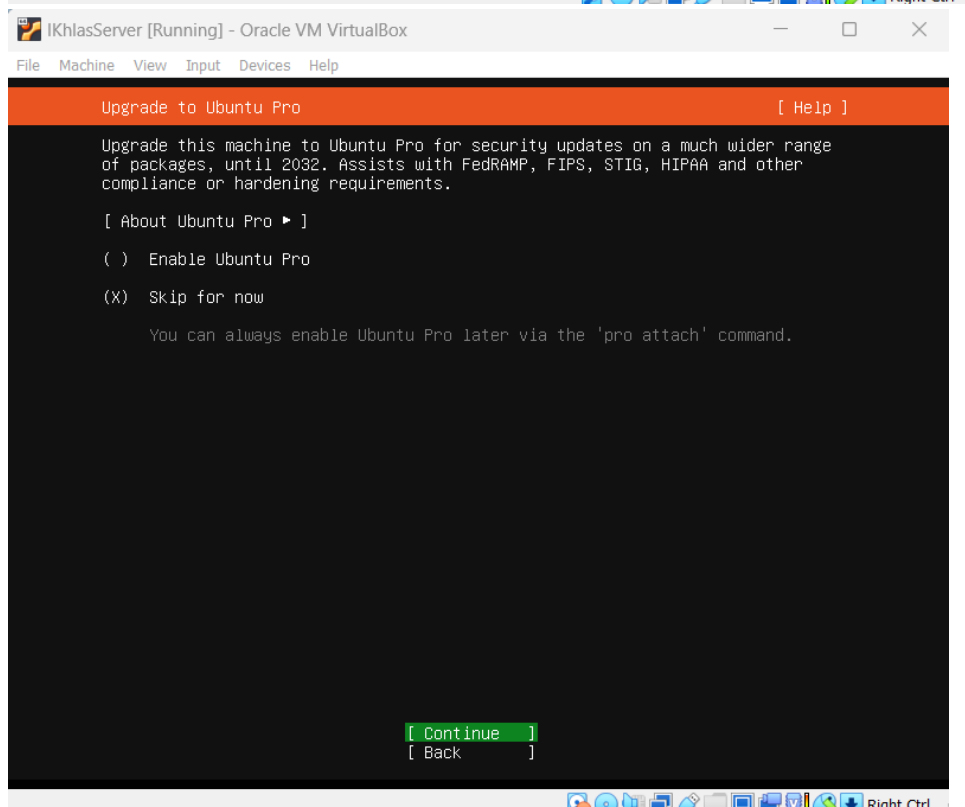 Right Ctrl
IKhlasServer [Running] - Oracle VM VirtualBox
File Machine View Input Devices Help
Upgrade to Ubuntu Pro [ Help ]
Upgrade this machine to Ubuntu Pro for security updates on a much wider range
of packages, until 2032. Assists with FedRAMP, FIPS, STIG, HIPAA and other
compliance or hardening requirements.
[ About Ubuntu Pro ► ]
( ) Enable Ubuntu Pro
(X) Skip for now
You can always enable Ubuntu Pro later via the 'pro attach' command.
[ Continue ]
[ Back ]
Right Ctrl